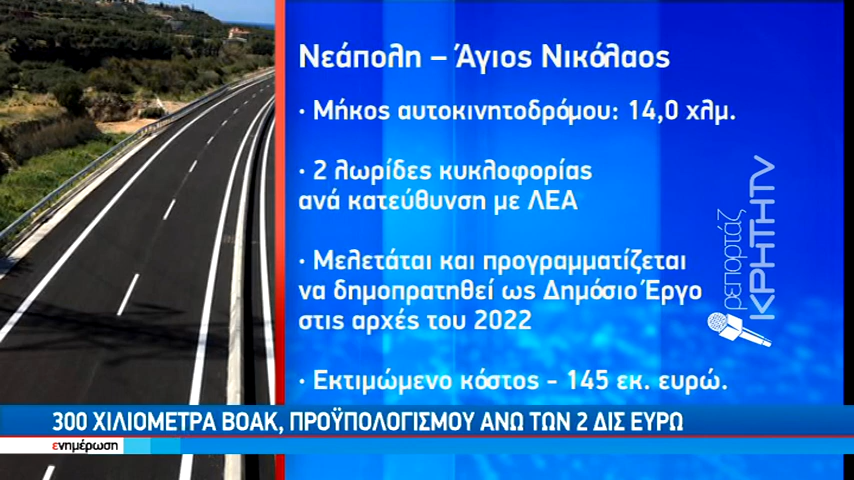 Νεάπολη – Άγιος Νικόλαος
· Μήκος αυτοκινητοδρόμου: 14,0 χλμ.
· 2 λωρίδες κυκλοφορίας
ανά κατεύθυνση με ΛΕΑ
· Μελετάται και προγραμματίζεται
να δημοπρατηθεί ως Δημόσιο Έργο
στις αρχές του 2022
· Εκτιμώμενο κόστος - 145 εκ. ευρώ.
ρεπορτάζ
ΚΡΗΤΗTV
300 ΧΙΛΙΟΜΕΤΡΑ ΒΟΑΚ, ΠΡΟΫΠΟΛΟΓΙΣΜΟΥ ΑΝΩ ΤΩΝ 2 ΔΙΣ ΕΥΡΩ
ενημέρωση